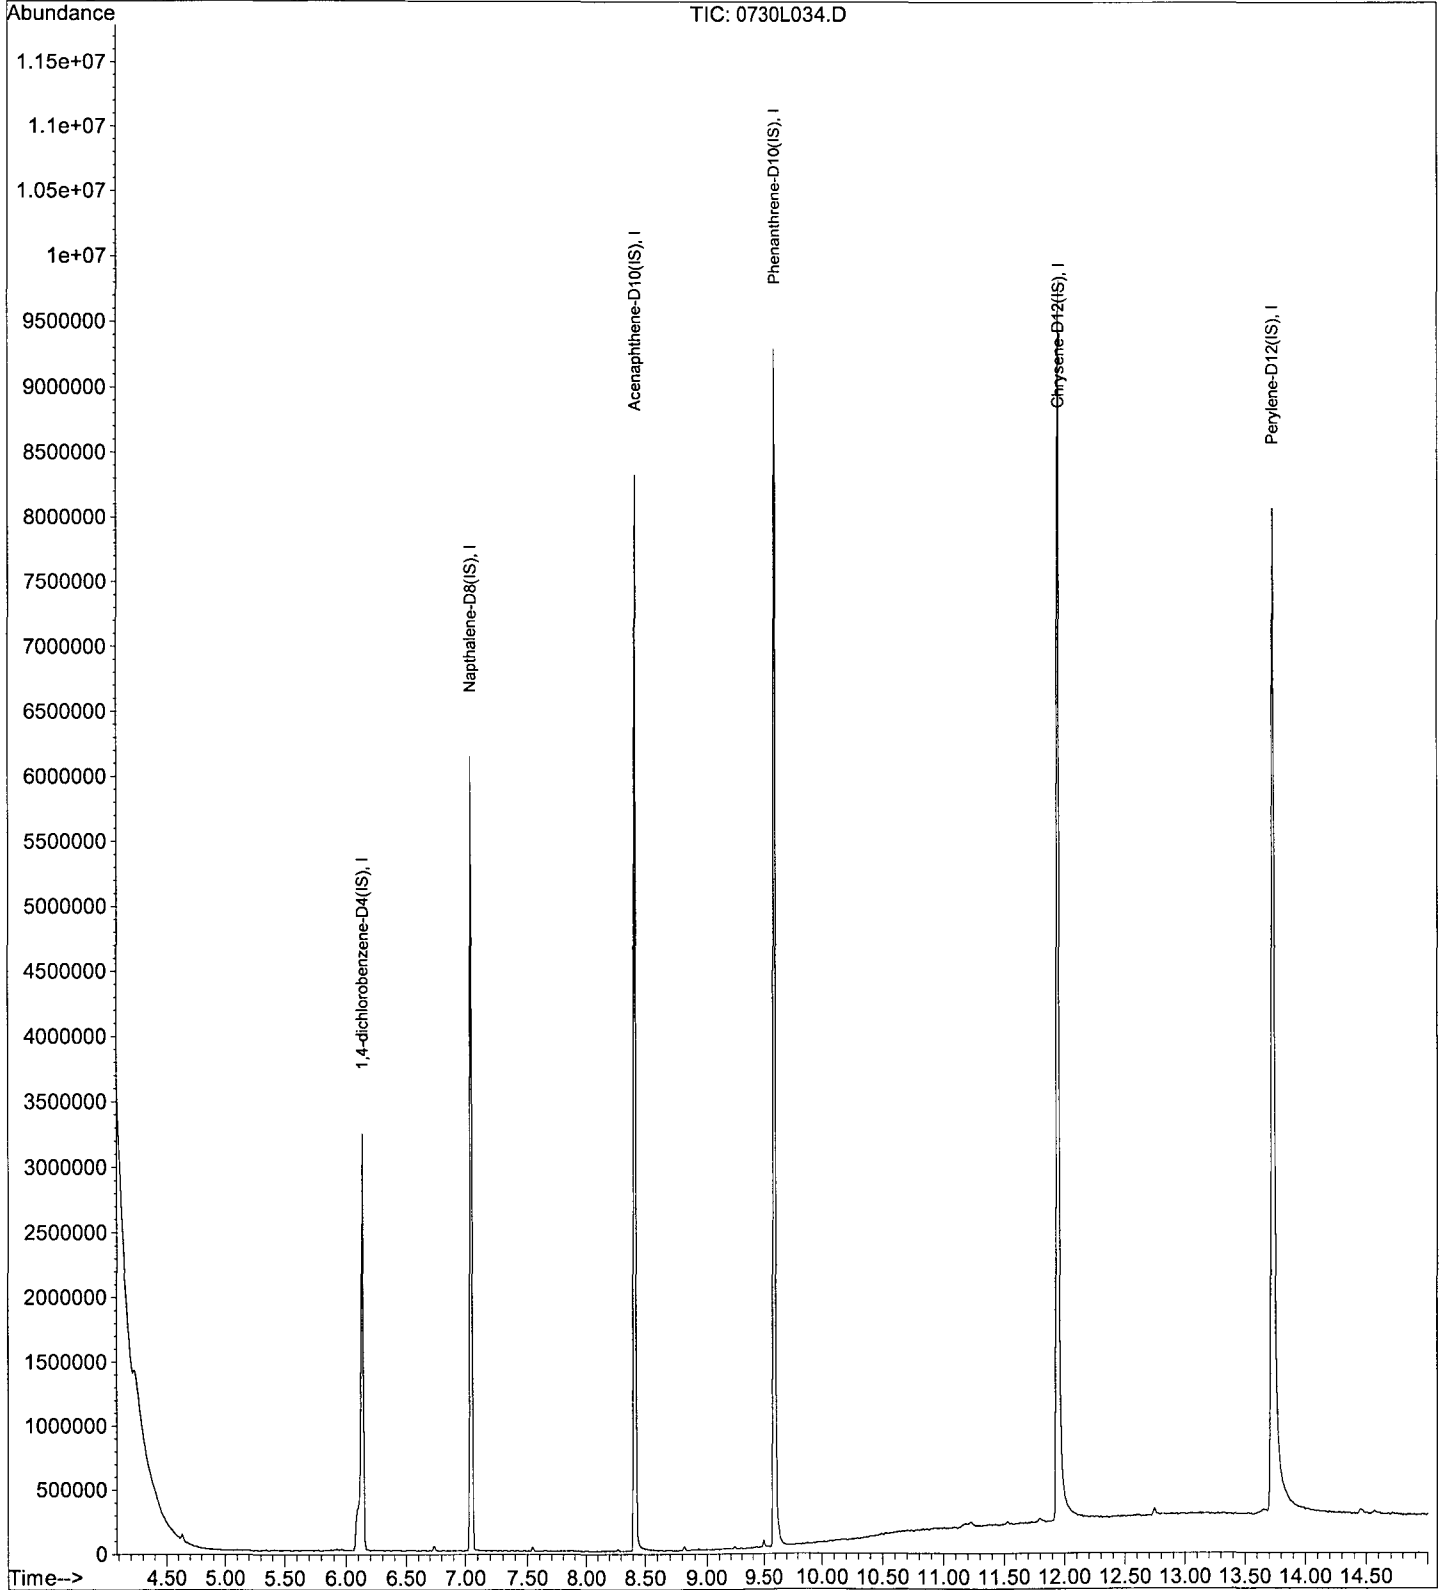 Abundance
TIC: 0730L034.D
1.15e+07
1.1e+07
1.05e+07
1e+07
9500000
9000000
8500000
8000000
7500000
7000000
6500000
6000000
5500000
5000000
4500000
4000000
3500000
3000000
2500000
2000000
1500000
1000000
500000
0
1,4-dichlorobenzene-D4(IS), I
Napthalene-D8(IS), I
Acenaphthene-D10(IS), I
Phenanthrene-D10(IS), I
Chrysene-D12(IS), I
Perylene-D12(IS), I
Time--> 4.50 5.00 5.50 6.00 6.50 7.00 7.50 8.00 8.50 9.00 9.50 10.00 10.50 11.00 11.50 12.00 12.50 13.00 13.50 14.00 14.50